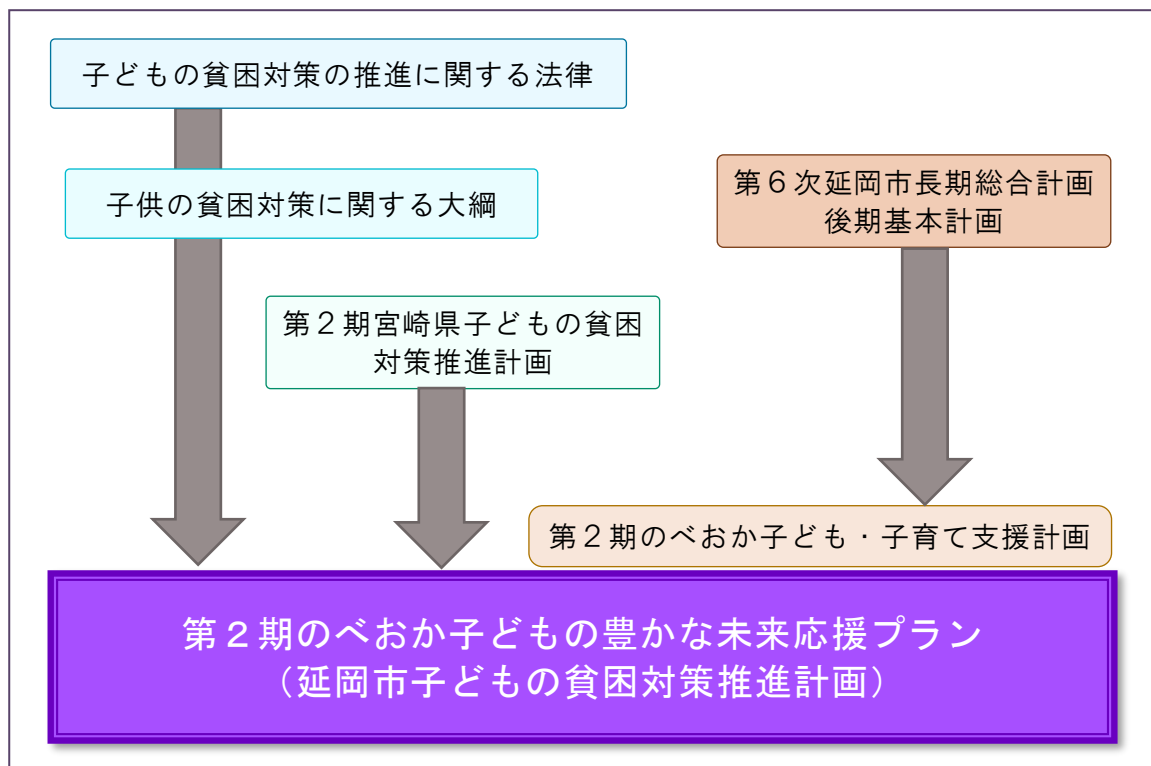 子どもの貧困対策の推進に関する法律
子供の貧困対策に関する大綱
第６次延岡市長期総合計画
後期基本計画
第２期宮崎県子どもの貧困
対策推進計画
第２期のべおか子ども・子育て支援計画
第２期のべおか子どもの豊かな未来応援プラン
（延岡市子どもの貧困対策推進計画）